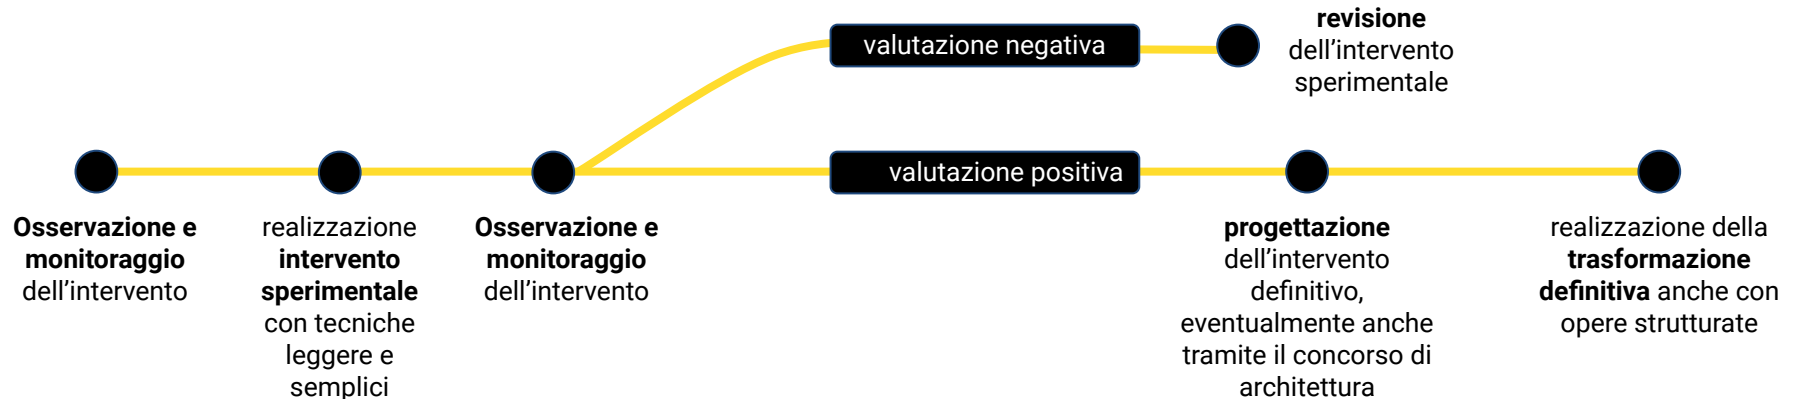 revisione
dell’intervento
sperimentale
valutazione negativa
valutazione positiva
Osservazione e
monitoraggio
dell’intervento
realizzazione
intervento
sperimentale
con tecniche
leggere e
semplici
Osservazione e
monitoraggio
dell’intervento
progettazione
dell’intervento
definitivo,
eventualmente anche
tramite il concorso di
architettura
realizzazione della
trasformazione
definitiva anche con
opere strutturate